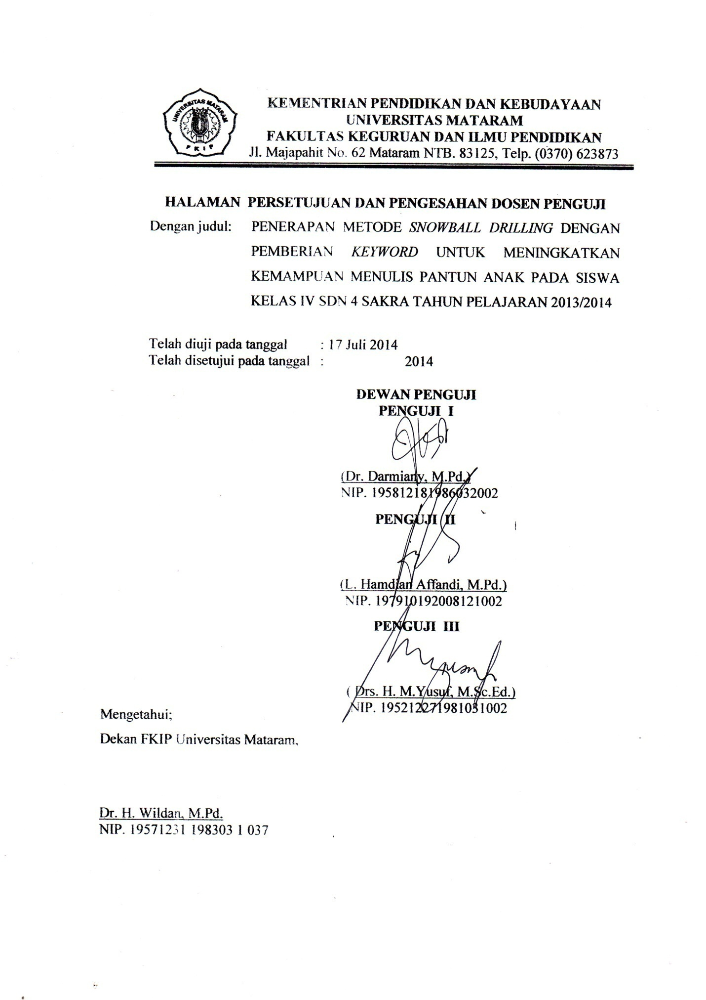 UNIVERSITAS MATARAM
FKIP
KEMENTRIAN PENDIDIKAN DAN KEBUDAYAAN
UNIVERSITAS MATARAM
FAKULTAS KEGURUAN DAN ILMU PENDIDIKAN
Jl. Majapahit No. 62 Mataram NTB. 83125, Telp. (0370) 623873
HALAMAN PERSETUJUAN DAN PENGESAHAN DOSEN PENGUJI
Dengan judul: PENERAPAN METODE SNOWBALL DRILLING DENGAN
PEMBERIAN KEYWORD UNTUK MENINGKATKAN
KEMAMPUAN MENULIS PANTUN ANAK PADA SISWA
KELAS IV SDN 4 SAKRA TAHUN PELAJARAN 2013/2014
Telah diuji pada tanggal : 17 Juli 2014
Telah disetujui pada tanggal : 2014
DEWAN PENGUJI
PENGUJI I
(Dr. Darmiany, M.Pd.)
NIP. 195812181986032002
PENGUJI II
(L. Hamdian Affandi, M.Pd.)
NIP. 197910192008121002
PENGUJI III
( Drs. H. M.Yusuf, M.Sc.Ed.)
NIP. 195212271981031002
Mengetahui;
Dekan FKIP Universitas Mataram.
Dr. H. Wildan, M.Pd.
NIP. 19571231 198303 1 037